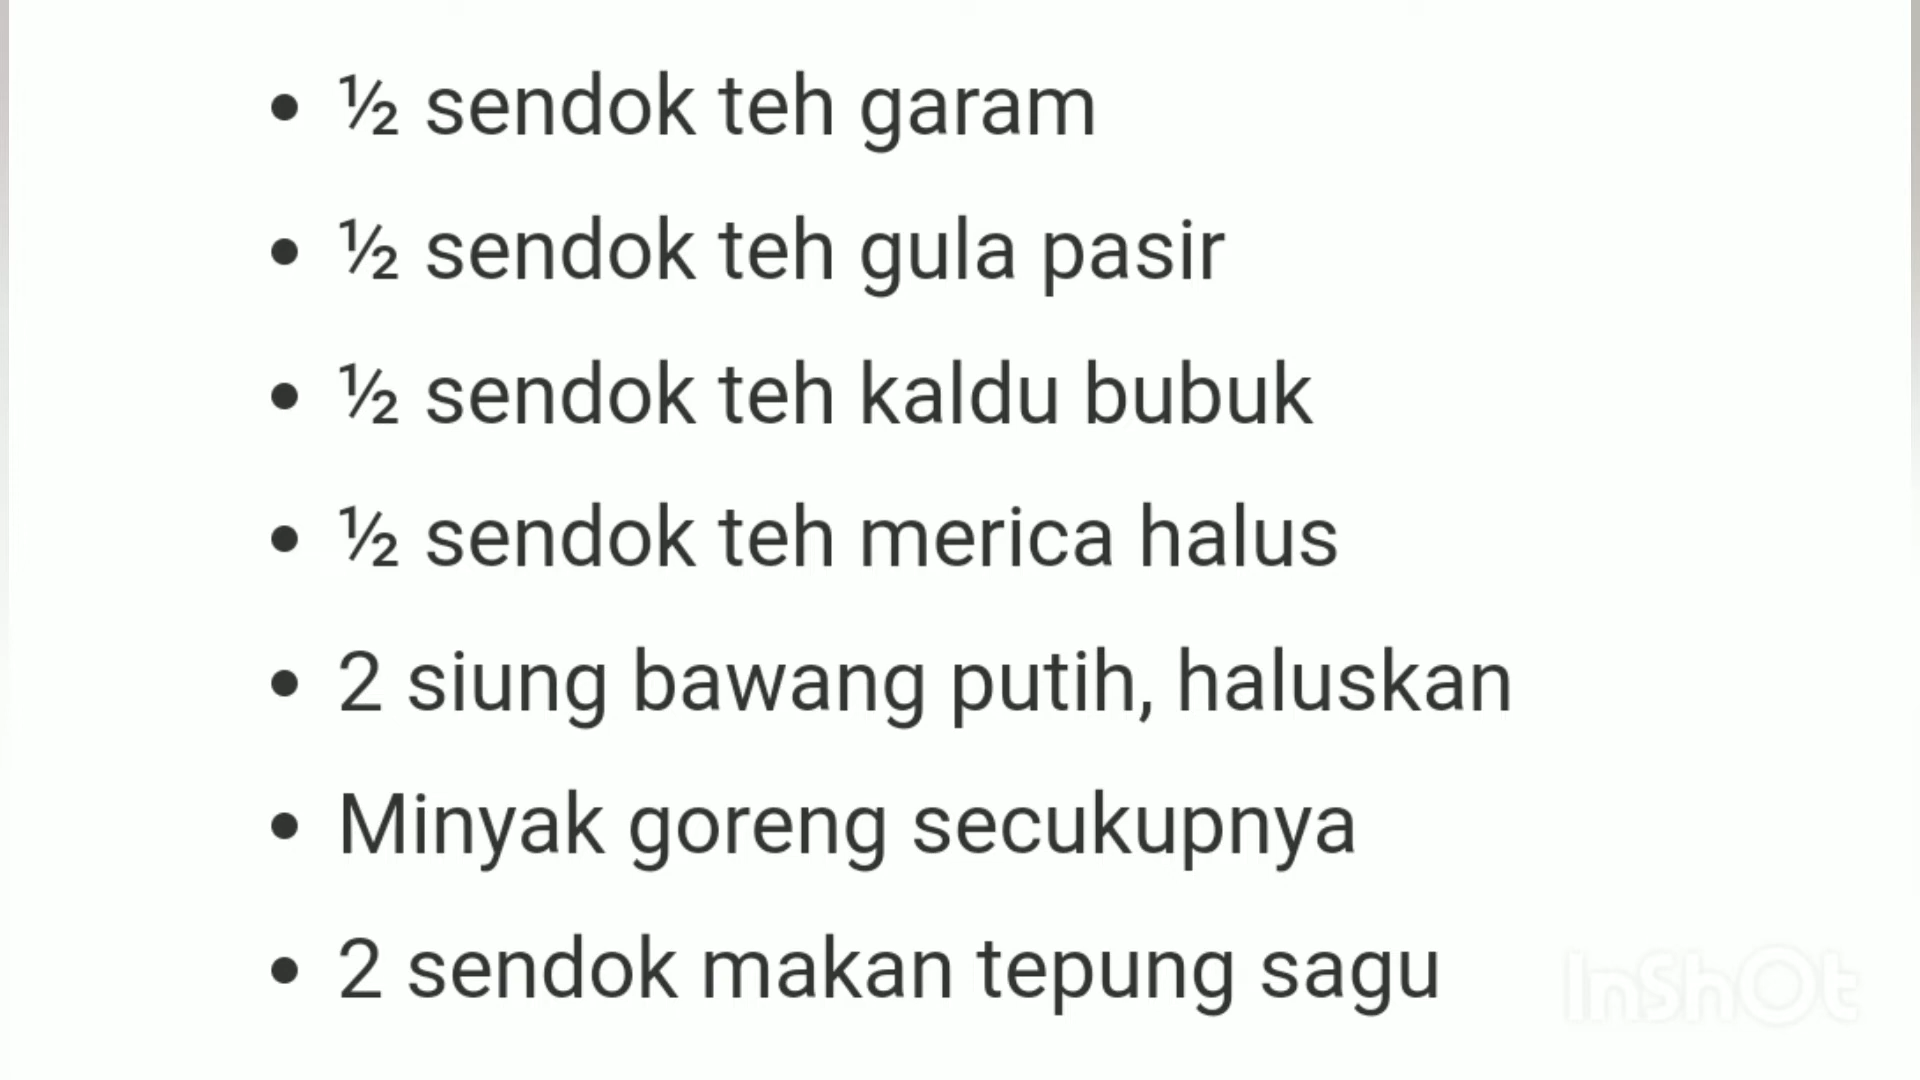 • ½ sendok teh garam
• ½ sendok teh gula pasir
• ½ sendok teh kaldu bubuk
• ½ sendok teh merica halus
• 2 siung bawang putih, haluskan
• Minyak goreng secukupnya
• 2 sendok makan tepung sagu
InShOt